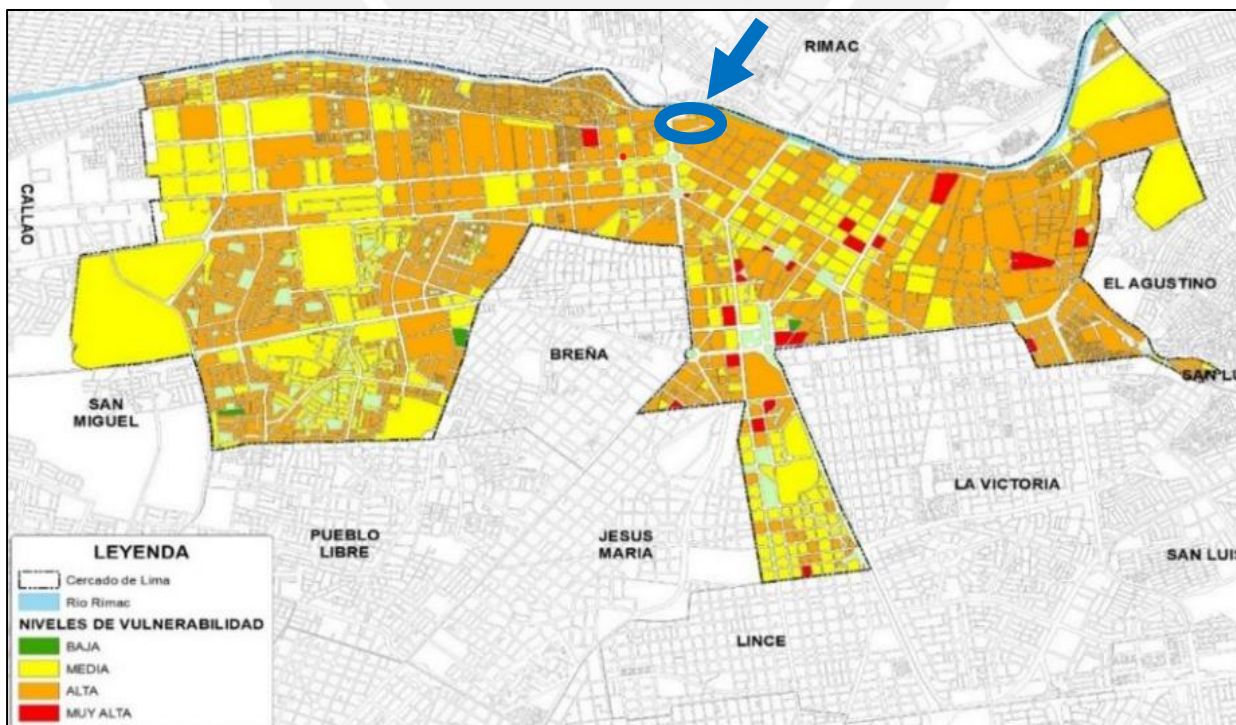 RIMAC
CALLAO
EL AGUSTINO
BREÑA
SAN LU
SAN
MIGUEL
LA VICTORIA
PUEBLO
LIBRE
JESUS
MARIA
SAN LUIS
LINCE
LEYENDA
Cercado de Lima
Río Rimac
NIVELES DE VULNERABILIDAD
BAJA
MEDIA
ALTA
MUY ALTA